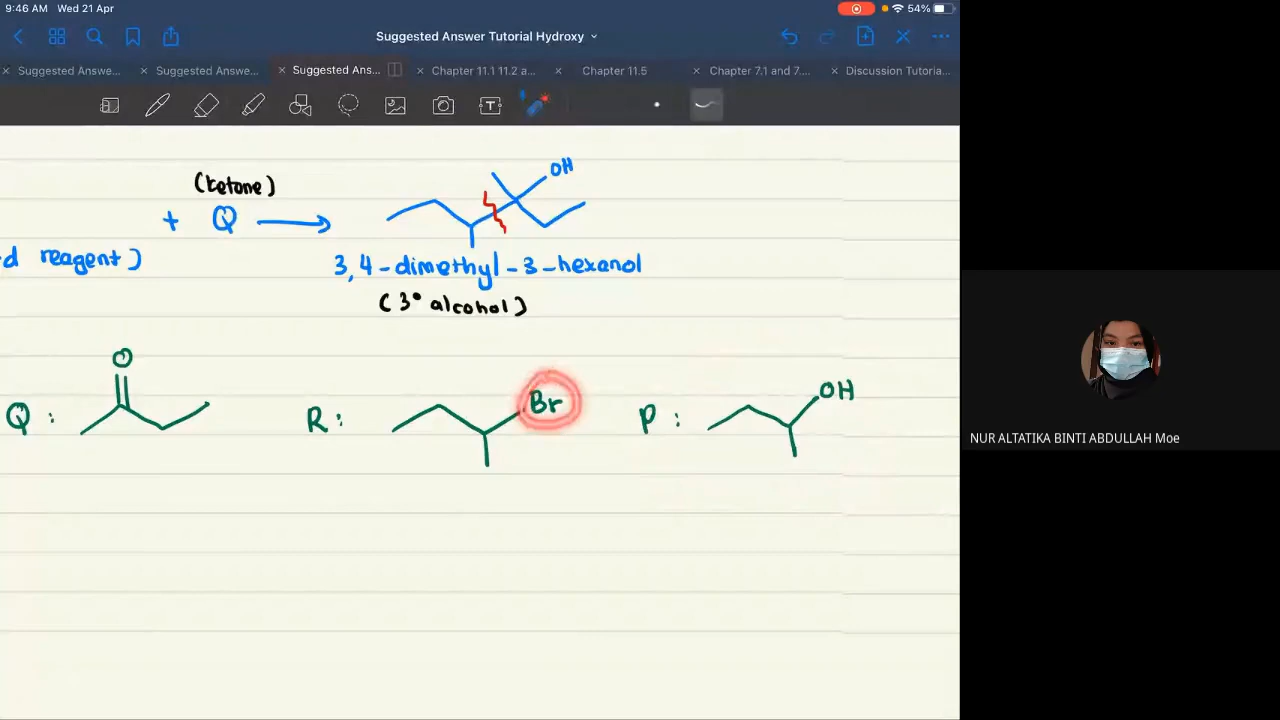 9:46 AM Wed 21 Apr
54%
Suggested Answer Tutorial Hydroxy
Suggested Answe...
Suggested Answe...
Suggested Ans...
Chapter 11.1 11.2 a...
Chapter 11.5
Chapter 7.1 and 7....
Discussion Tutoria...
T
(ketone)
OH
+ Q
d reagent)
3,4-dimethyl-3-hexanol
(3° alcohol)
O
Q :
R :
Br
P :
OH
NUR ALTATIKA BINTI ABDULLAH Moe